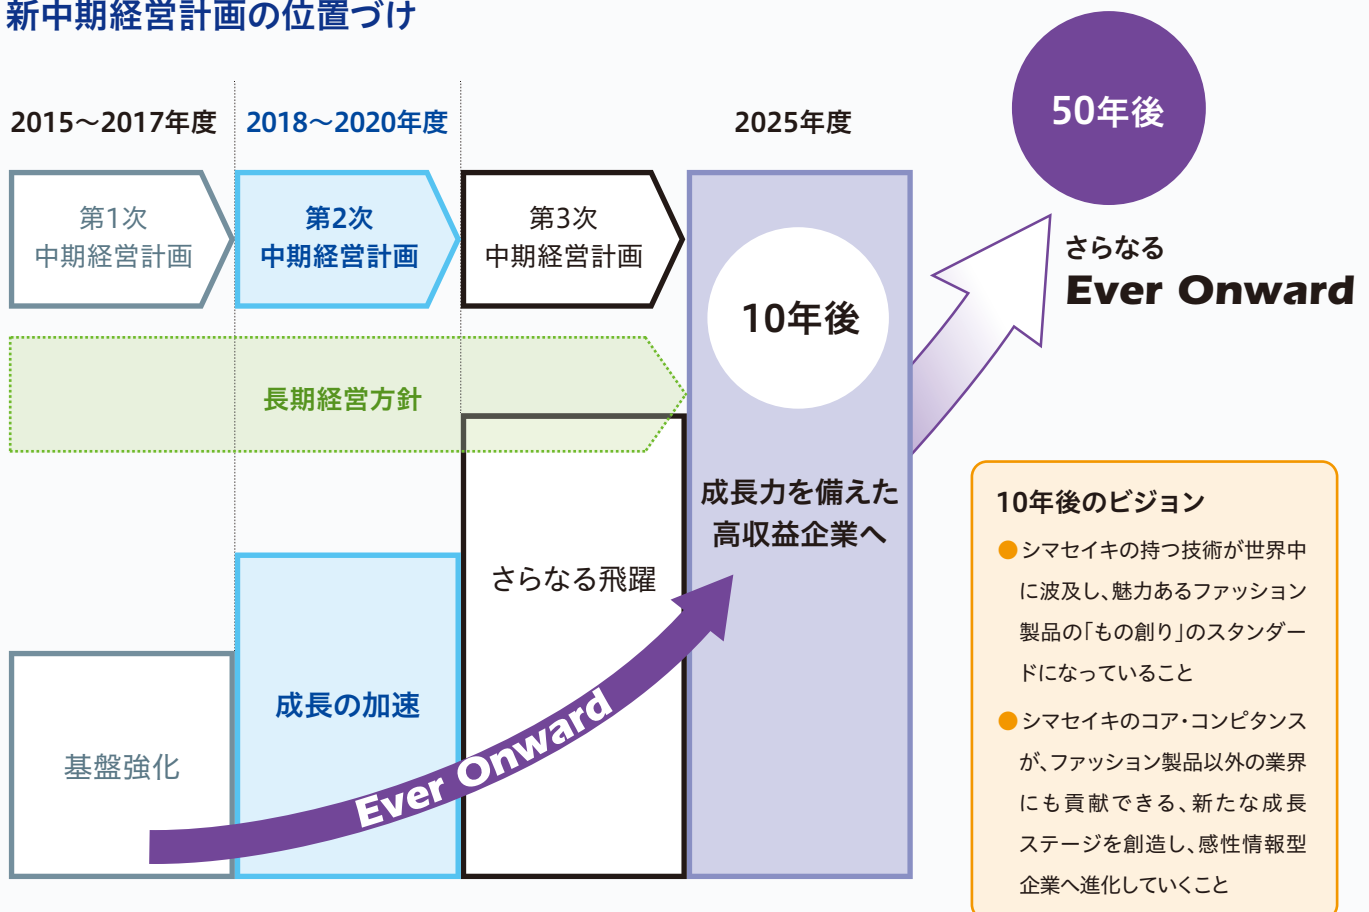 新中期経営計画の位置づけ
2015～2017年度
2018～2020年度
2025年度
50年後
第1次
中期経営計画
第2次
中期経営計画
第3次
中期経営計画
10年後
さらなる
Ever Onward
長期経営方針
成長力を備えた
高収益企業へ
さらなる飛躍
成長の加速
基盤強化
Ever Onward
10年後のビジョン
●シマセイキの持つ技術が世界中
に波及し、魅力あるファッション
製品の「もの創り」のスタンダー
ドになっていること
●シマセイキのコア・コンピタンス
が、ファッション製品以外の業界
にも貢献できる、新たな成長
ステージを創造し、感性情報型
企業へ進化していくこと